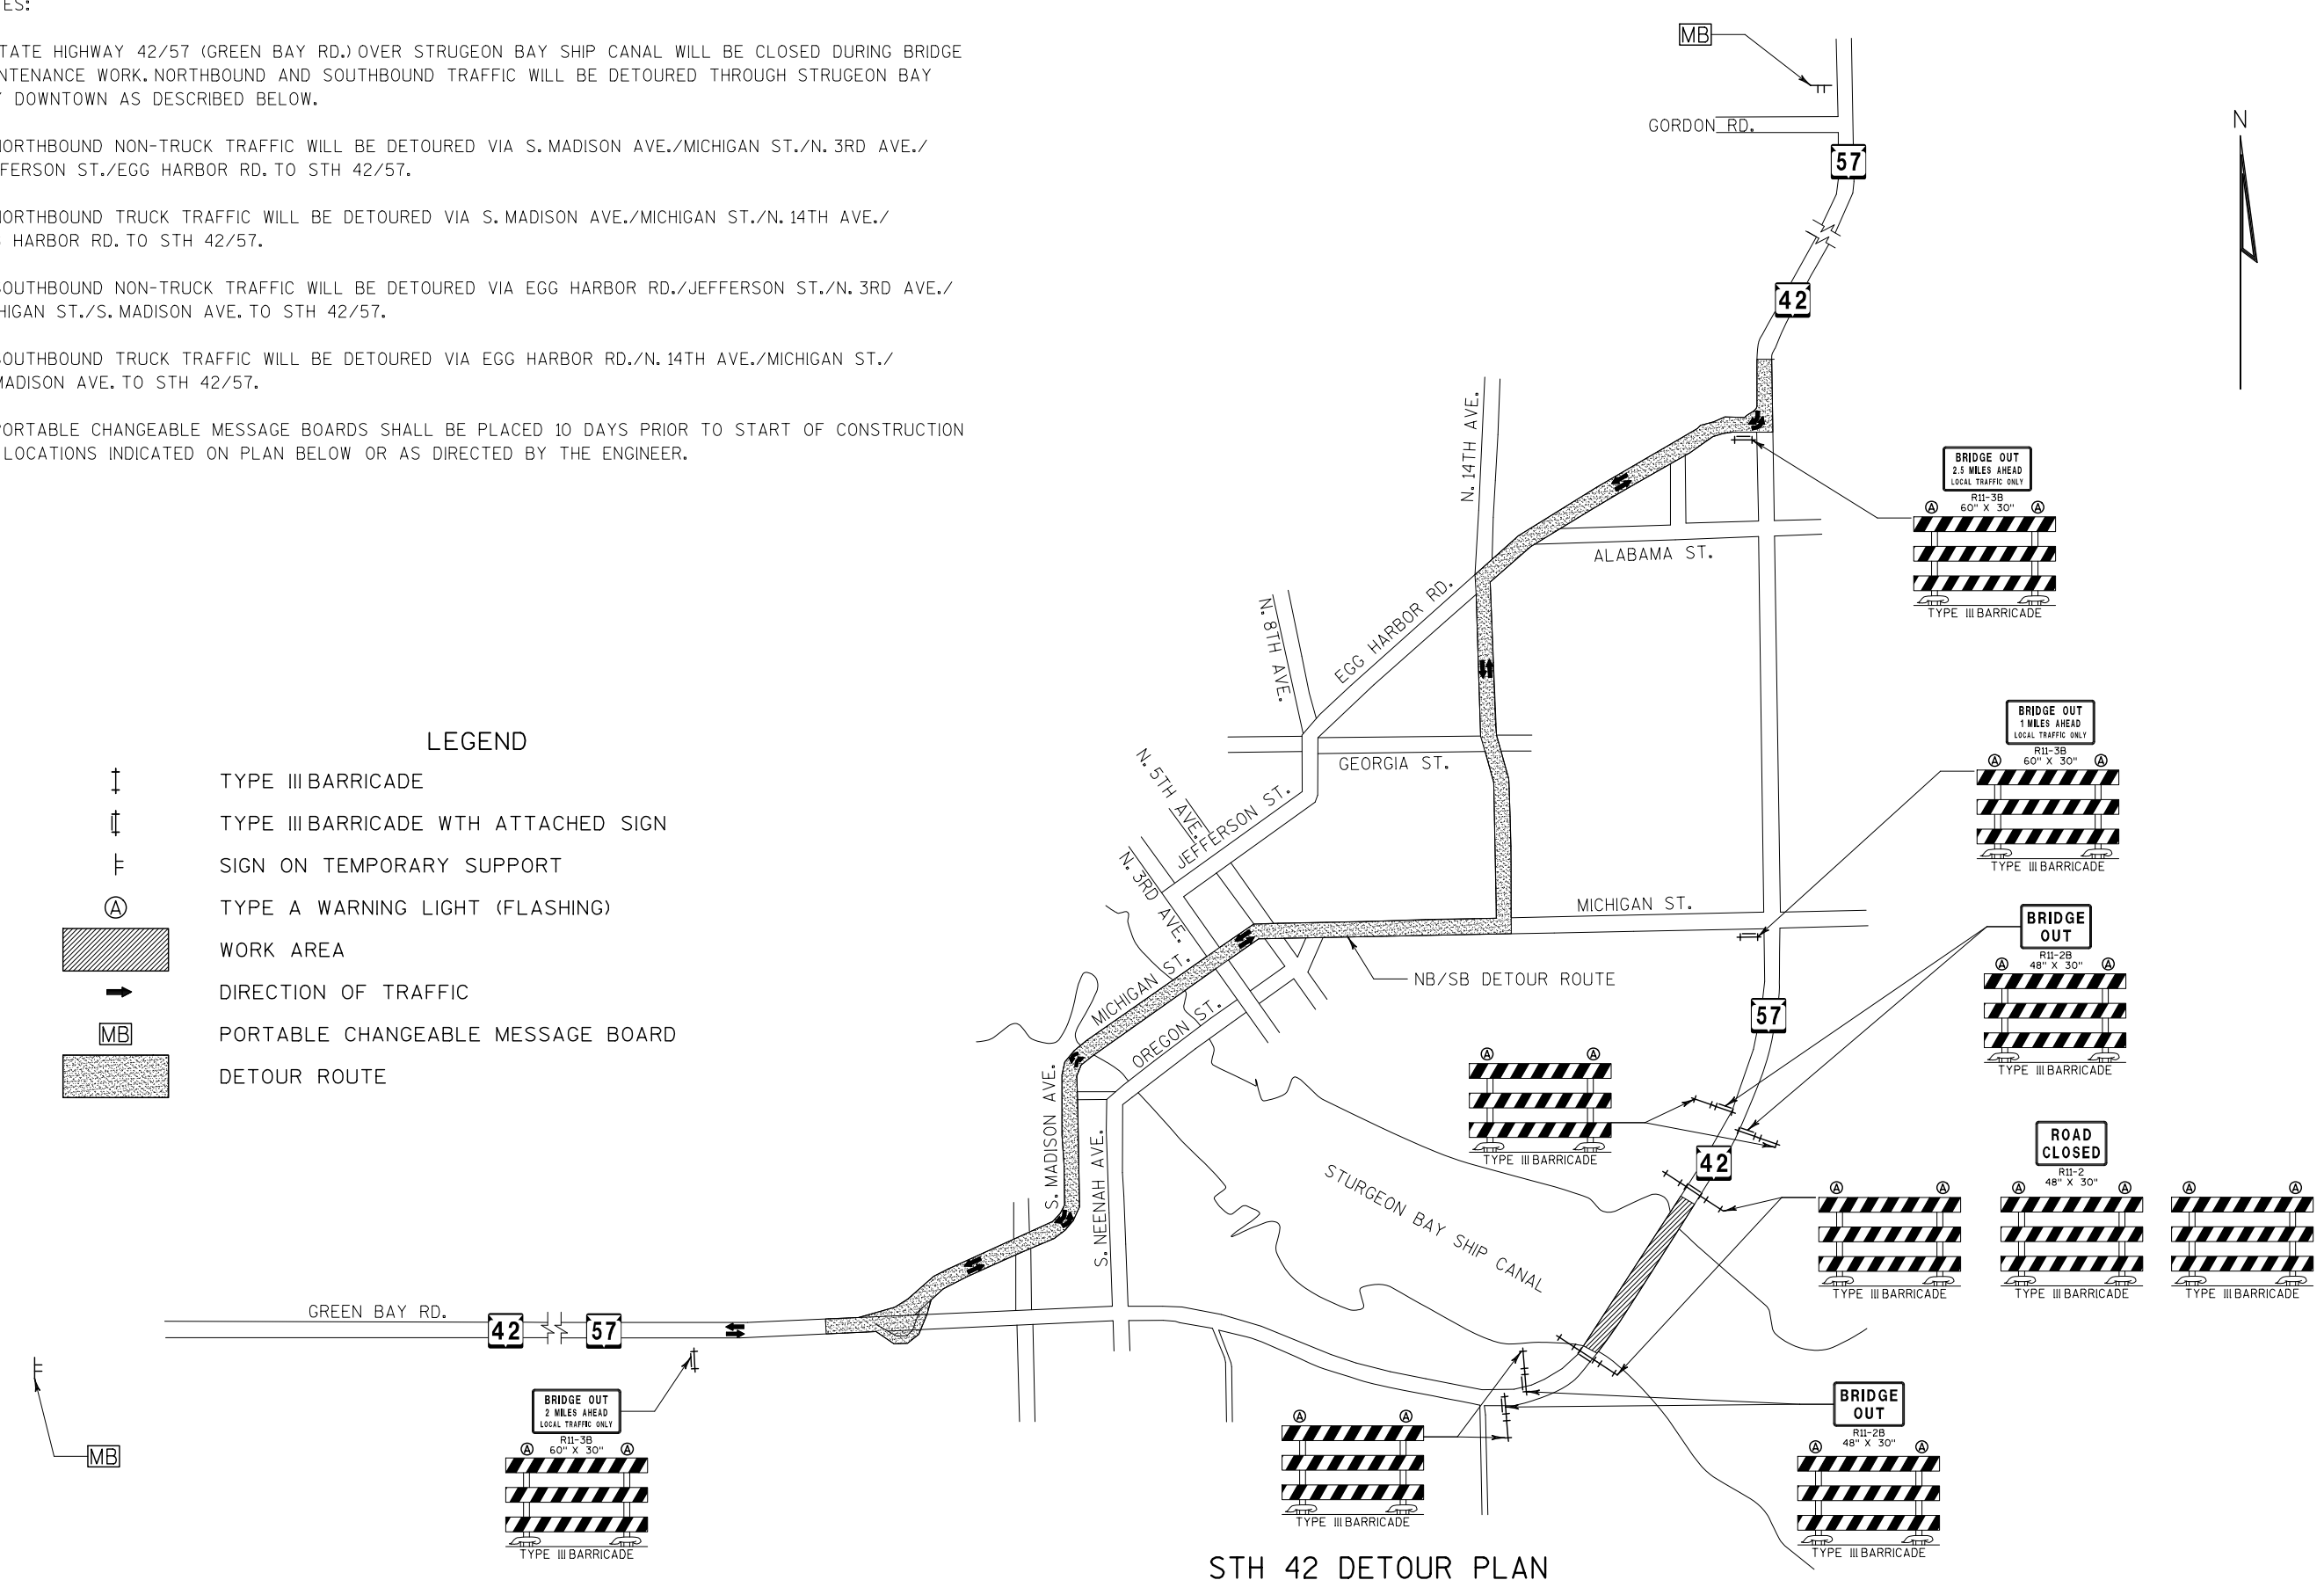 ES:
TATE HIGHWAY 42/57 (GREEN BAY RD.) OVER STRUGEON BAY SHIP CANAL WILL BE CLOSED DURING BRIDGE
NTENANCE WORK. NORTHBOUND AND SOUTHBOUND TRAFFIC WILL BE DETOURED THROUGH STRUGEON BAY
Y DOWNTOWN AS DESCRIBED BELOW.
NORTHBOUND NON-TRUCK TRAFFIC WILL BE DETOURED VIA S. MADISON AVE./MICHIGAN ST./N. 3RD AVE./
FERSON ST./EGG HARBOR RD. TO STH 42/57.
NORTHBOUND TRUCK TRAFFIC WILL BE DETOURED VIA S. MADISON AVE./MICHIGAN ST./N. 14TH AVE./
HARBOR RD. TO STH 42/57.
SOUTHBOUND NON-TRUCK TRAFFIC WILL BE DETOURED VIA EGG HARBOR RD./JEFFERSON ST./N. 3RD AVE./
HIGAN ST./S. MADISON AVE. TO STH 42/57.
SOUTHBOUND TRUCK TRAFFIC WILL BE DETOURED VIA EGG HARBOR RD./N. 14TH AVE./MICHIGAN ST./
MADISON AVE. TO STH 42/57.
PORTABLE CHANGEABLE MESSAGE BOARDS SHALL BE PLACED 10 DAYS PRIOR TO START OF CONSTRUCTION
LOCATIONS INDICATED ON PLAN BELOW OR AS DIRECTED BY THE ENGINEER.
MB
GORDON RD.
57
N
42
N. 14TH AVE.
BRIDGE OUT
2.5 MILES AHEAD
LOCAL TRAFFIC ONLY
R11-3B
60" X 30"
A A
TYPE III BARRICADE
ALABAMA ST.
EGG HARBOR RD.
N. 8TH AVE.
GEORGIA ST.
N. 5TH AVE.
JEFFERSON ST.
N. 3RD AVE.
BRIDGE OUT
1 MILES AHEAD
LOCAL TRAFFIC ONLY
R11-3B
60" X 30"
A A
TYPE III BARRICADE
LEGEND
TYPE III BARRICADE
TYPE III BARRICADE WTH ATTACHED SIGN
SIGN ON TEMPORARY SUPPORT
A TYPE A WARNING LIGHT (FLASHING)
WORK AREA
DIRECTION OF TRAFFIC
MB PORTABLE CHANGEABLE MESSAGE BOARD
DETOUR ROUTE
MICHIGAN ST.
NB/SB DETOUR ROUTE
MICHIGAN ST.
OREGON ST.
57
BRIDGE
OUT
R11-2B
48" X 30"
A A
TYPE III BARRICADE
A A
TYPE III BARRICADE
S. MADISON AVE.
S. NEENAH AVE.
STURGEON BAY SHIP CANAL
42
ROAD
CLOSED
R11-2
48" X 30"
A A
TYPE III BARRICADE
A A
TYPE III BARRICADE
A A
TYPE III BARRICADE
GREEN BAY RD.
42
57
MB
BRIDGE OUT
2 MILES AHEAD
LOCAL TRAFFIC ONLY
R11-3B
60" X 30"
A A
TYPE III BARRICADE
A A
TYPE III BARRICADE
BRIDGE
OUT
R11-2B
48" X 30"
A A
TYPE III BARRICADE
STH 42 DETOUR PLAN